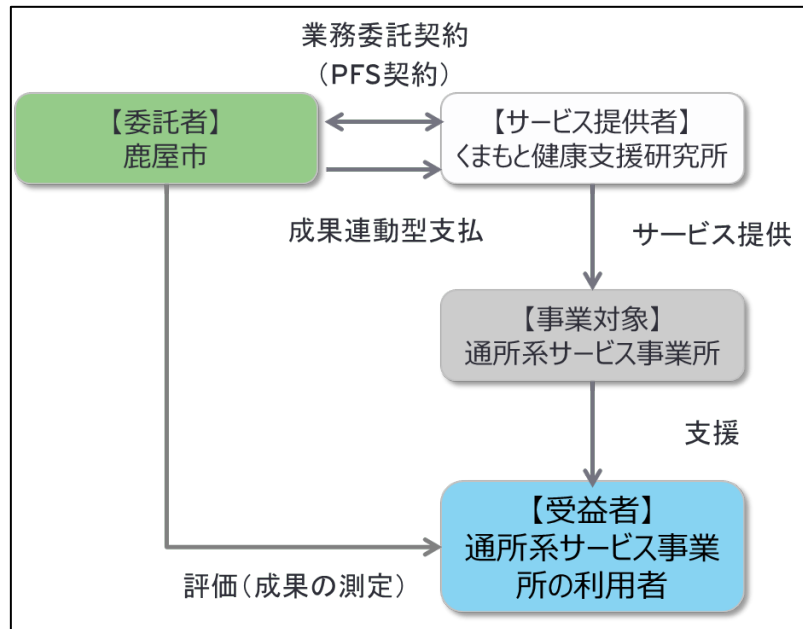 業務委託契約
（PFS契約）
【委託者】
鹿屋市
【サービス提供者】
くまもと健康支援研究所
成果連動型支払
サービス提供
【事業対象】
通所系サービス事業所
支援
【受益者】
通所系サービス事業
所の利用者
評価（成果の測定）